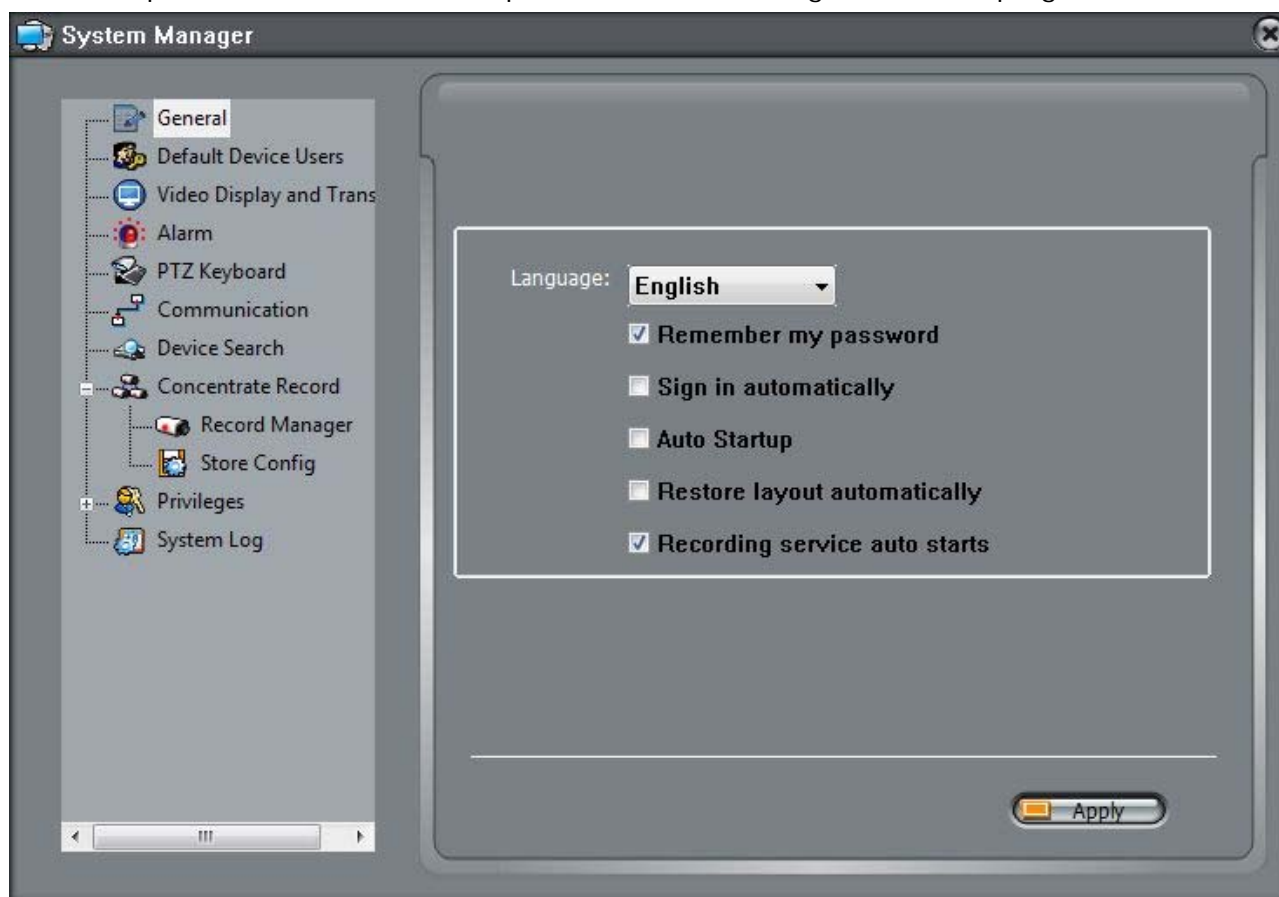 System Manager
General
Default Device Users
Video Display and Trans
Alarm
PTZ Keyboard
Communication
Device Search
Concentrate Record
Record Manager
Store Config
Privileges
System Log
Language: English
Remember my password
Sign in automatically
Auto Startup
Restore layout automatically
Recording service auto starts
Apply